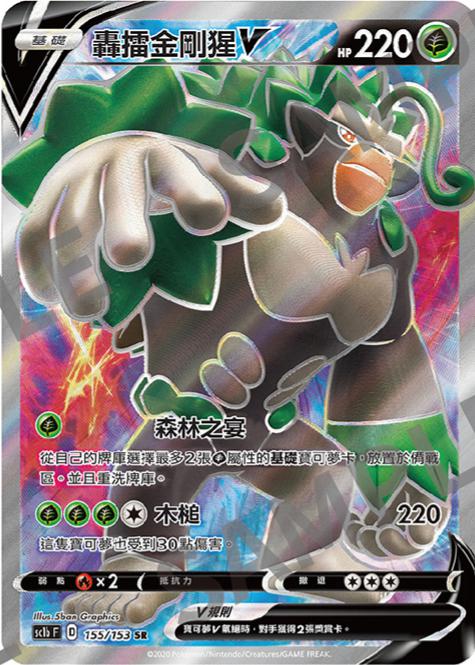 基礎 轟擂金剛猩V HP 220
森林之宴
從自己的牌庫選擇最多2張屬性的基礎寶可夢卡，放置於備戰
區。並且重洗牌庫。
木槌 220
這隻寶可夢也受到30點傷害。
弱點 ×2 抵抗力 撤退
Illus. 5ban Graphics
sc1b F D 155/153 SR
V規則
寶可夢V氣絕時，對手獲得2張獎賞卡。
©2020 Pokémon/Nintendo/Creatures/GAME FREAK.
SAMPLE